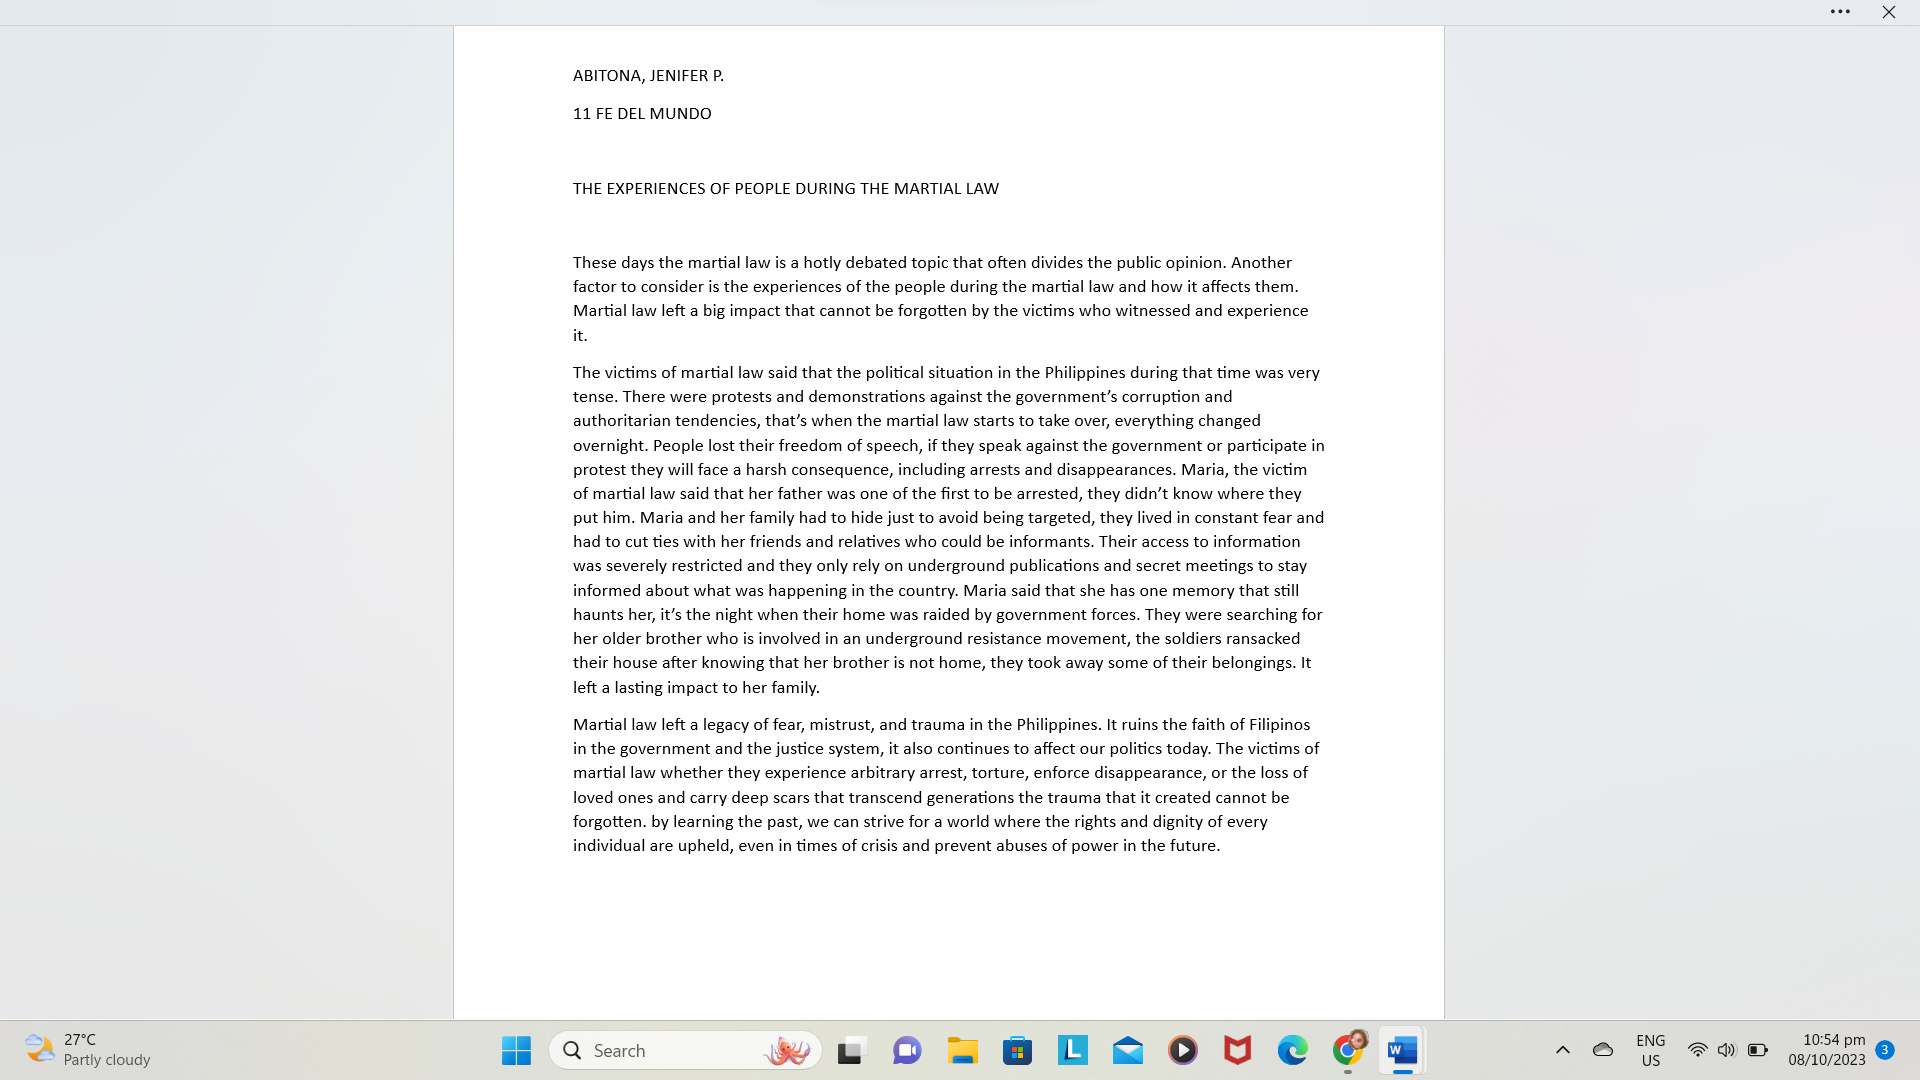 ABITONA, JENIFER P.
11 FE DEL MUNDO
THE EXPERIENCES OF PEOPLE DURING THE MARTIAL LAW
These days the martial law is a hotly debated topic that often divides the public opinion. Another
factor to consider is the experiences of the people during the martial law and how it affects them.
Martial law left a big impact that cannot be forgotten by the victims who witnessed and experience
it.
The victims of martial law said that the political situation in the Philippines during that time was very
tense. There were protests and demonstrations against the government’s corruption and
authoritarian tendencies, that’s when the martial law starts to take over, everything changed
overnight. People lost their freedom of speech, if they speak against the government or participate in
protest they will face a harsh consequence, including arrests and disappearances. Maria, the victim
of martial law said that her father was one of the first to be arrested, they didn’t know where they
put him. Maria and her family had to hide just to avoid being targeted, they lived in constant fear and
had to cut ties with her friends and relatives who could be informants. Their access to information
was severely restricted and they only rely on underground publications and secret meetings to stay
informed about what was happening in the country. Maria said that she has one memory that still
haunts her, it’s the night when their home was raided by government forces. They were searching for
her older brother who is involved in an underground resistance movement, the soldiers ransacked
their house after knowing that her brother is not home, they took away some of their belongings. It
left a lasting impact to her family.
Martial law left a legacy of fear, mistrust, and trauma in the Philippines. It ruins the faith of Filipinos
in the government and the justice system, it also continues to affect our politics today. The victims of
martial law whether they experience arbitrary arrest, torture, enforce disappearance, or the loss of
loved ones and carry deep scars that transcend generations the trauma that it created cannot be
forgotten. by learning the past, we can strive for a world where the rights and dignity of every
individual are upheld, even in times of crisis and prevent abuses of power in the future.
27°C
Partly cloudy
Search
L
W
ENG
US
10:54 pm
08/10/2023
3